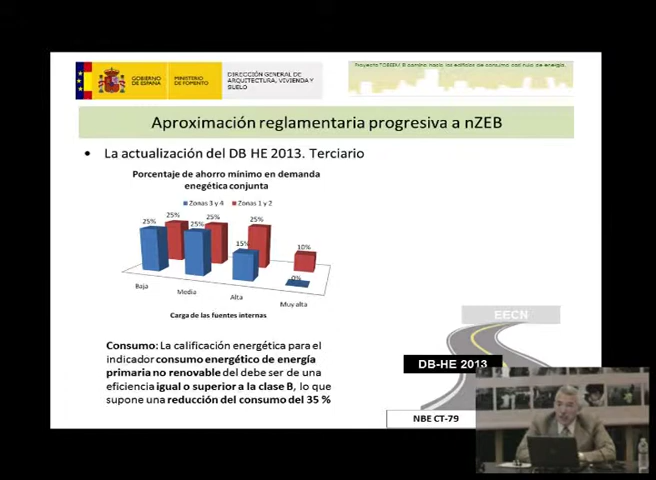 GOBIERNO
DE ESPAÑA
MINISTERIO
DE FOMENTO
DIRECCIÓN GENERAL DE
ARQUITECTURA, VIVIENDA Y
SUELO
Aproximación reglamentaria progresiva a nZEB
• La actualización del DB HE 2013. Terciario
Porcentaje de ahorro mínimo en demanda
enegética conjunta
Zonas 3 y 4 Zonas 1 y 2
25% 25% 25% 25% 25% 15% 10% 0%
Baja Media Alta Muy alta
Carga de las fuentes internas
Consumo: La calificación energética para el
indicador consumo energético de energía
primaria no renovable del debe ser de una
eficiencia igual o superior a la clase B, lo que
supone una reducción del consumo del 35 %
EECN
DB-HE 2013
NBE CT-79